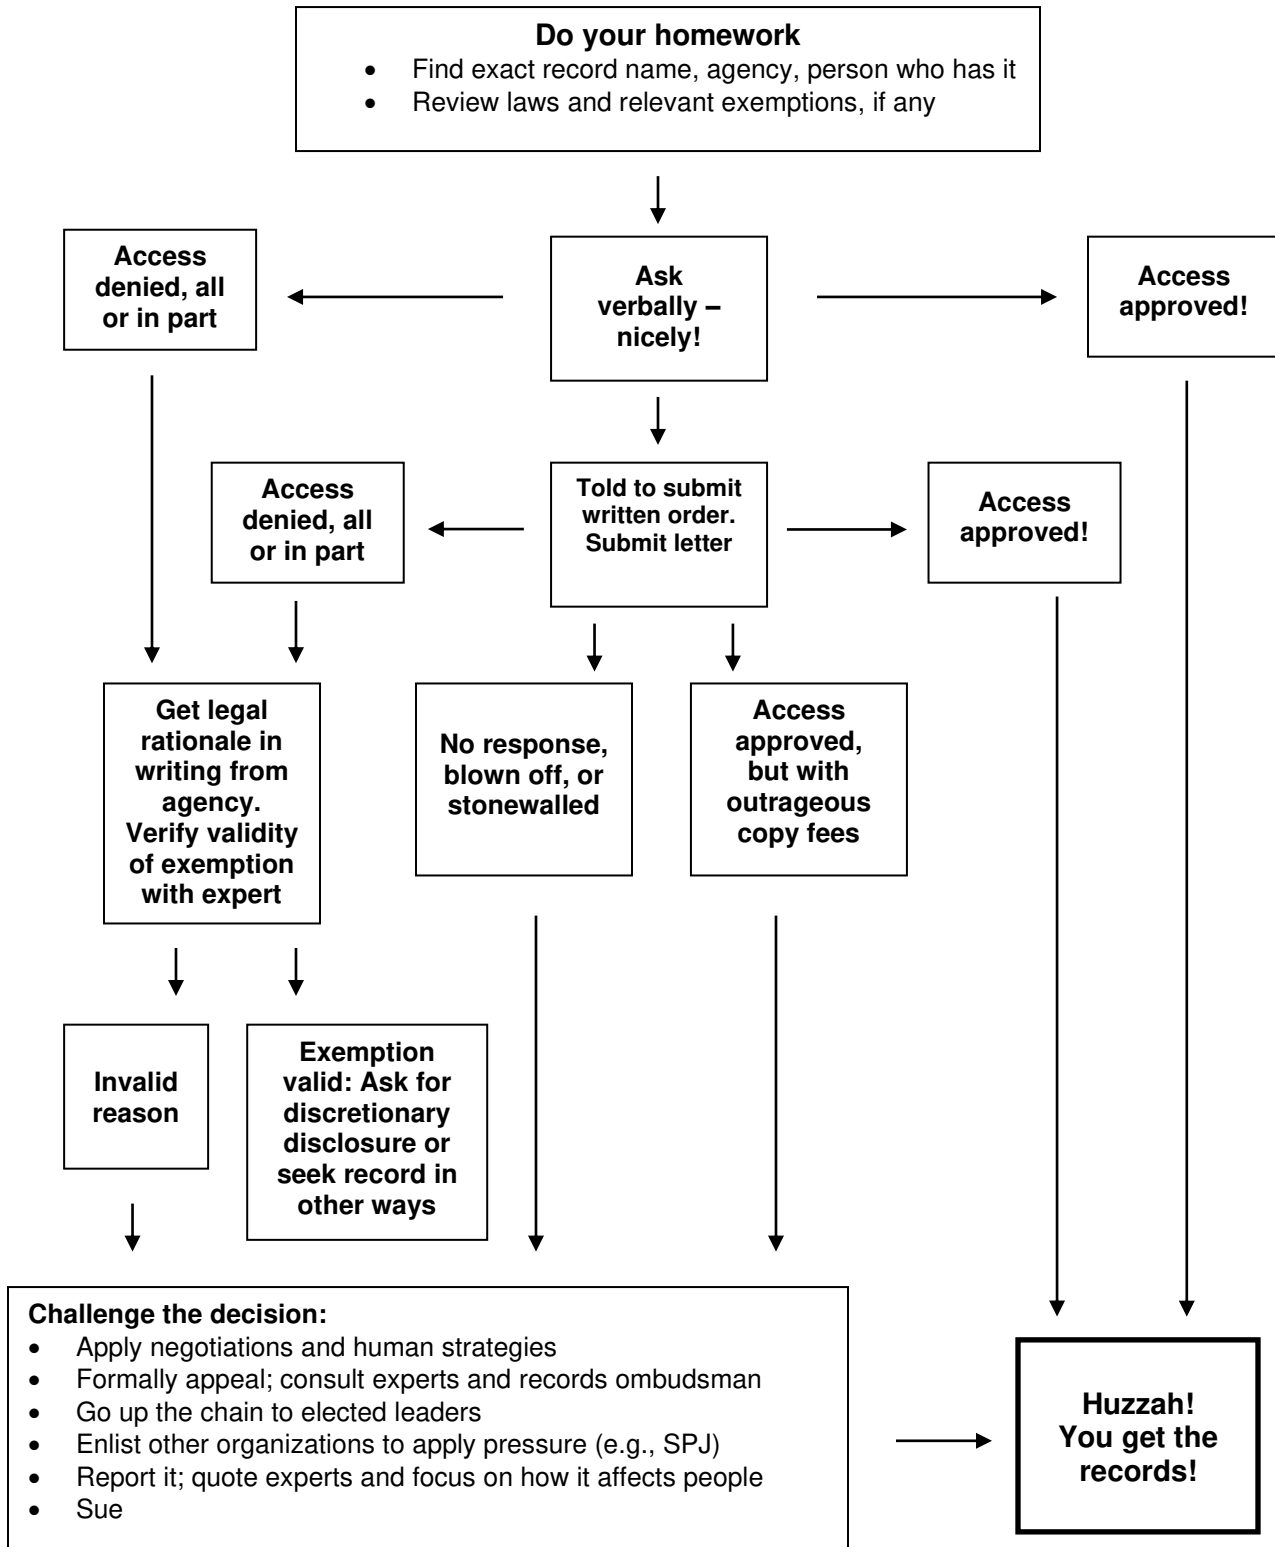 Do your homework
• Find exact record name, agency, person who has it
• Review laws and relevant exemptions, if any
Access
denied, all
or in part
Ask
verbally –
nicely!
Access
approved!
Access
denied, all
or in part
Told to submit
written order.
Submit letter
Access
approved!
Get legal
rationale in
writing from
agency.
Verify validity
of exemption
with expert
No response,
blown off, or
stonewalled
Access
approved,
but with
outrageous
copy fees
Invalid
reason
Exemption
valid: Ask for
discretionary
disclosure or
seek record in
other ways
Challenge the decision:
• Apply negotiations and human strategies
• Formally appeal; consult experts and records ombudsman
• Go up the chain to elected leaders
• Enlist other organizations to apply pressure (e.g., SPJ)
• Report it; quote experts and focus on how it affects people
• Sue
Huzzah!
You get the
records!